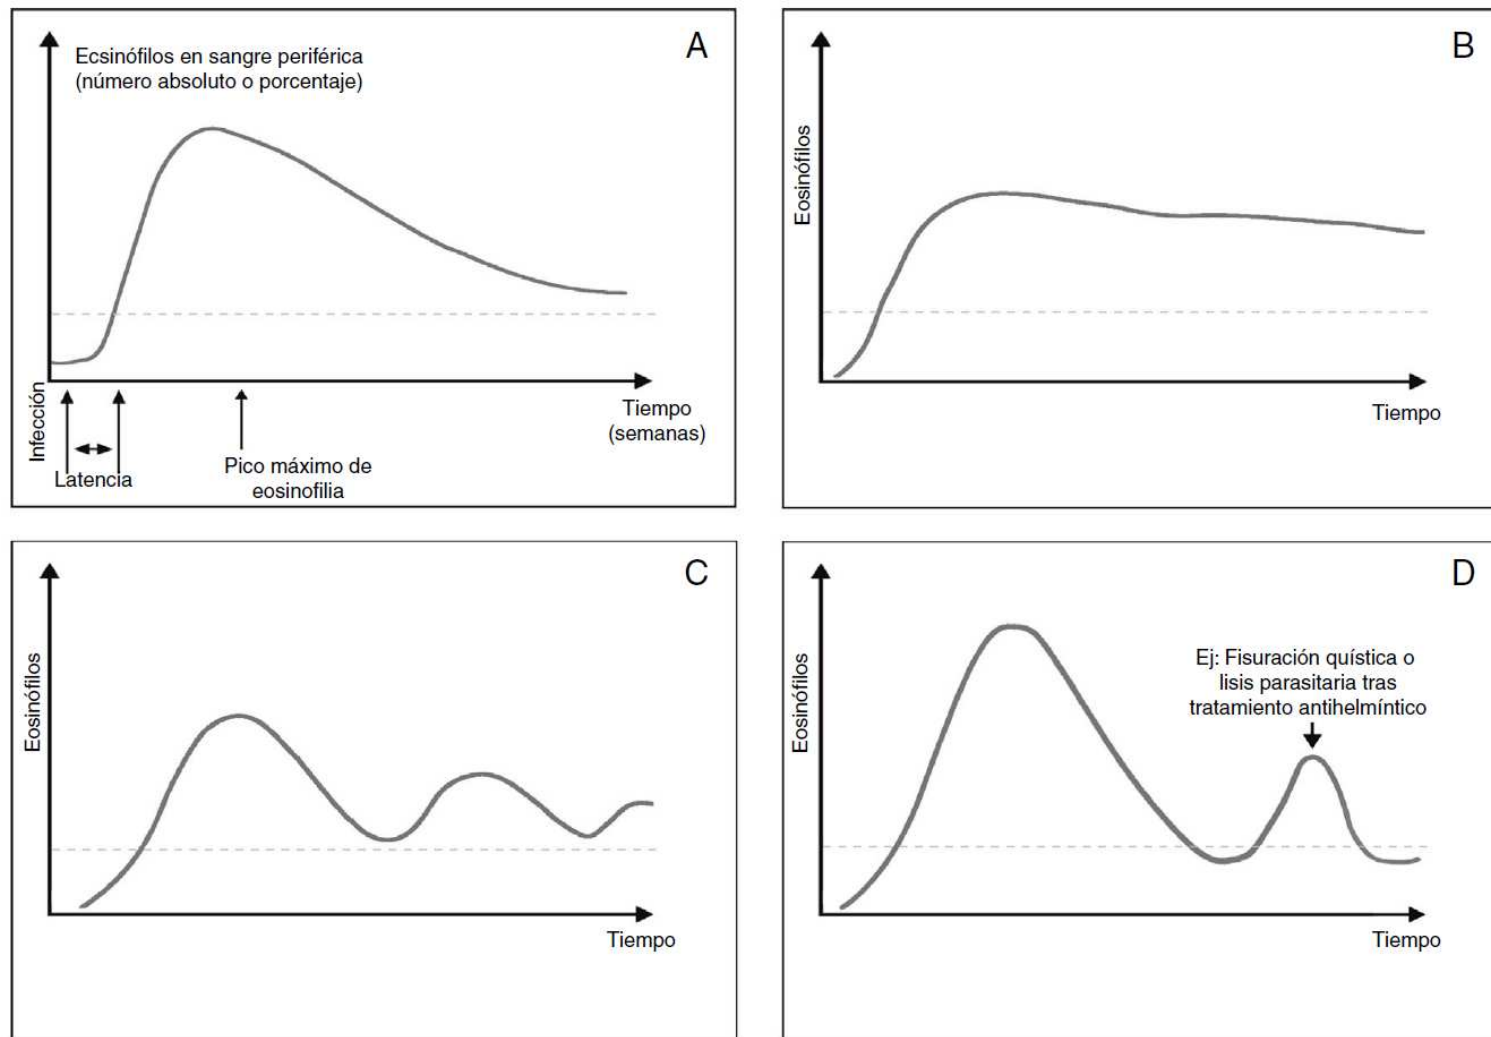 A
Ecsinófilos en sangre periférica
(número absoluto o porcentaje)
Infección
Latencia
Pico máximo de
eosinofilia
Tiempo
(semanas)
B
Eosinófilos
Tiempo
C
Eosinófilos
Tiempo
D
Eosinófilos
Ej: Fisuración quística o
lisis parasitaria tras
tratamiento antihelmíntico
Tiempo